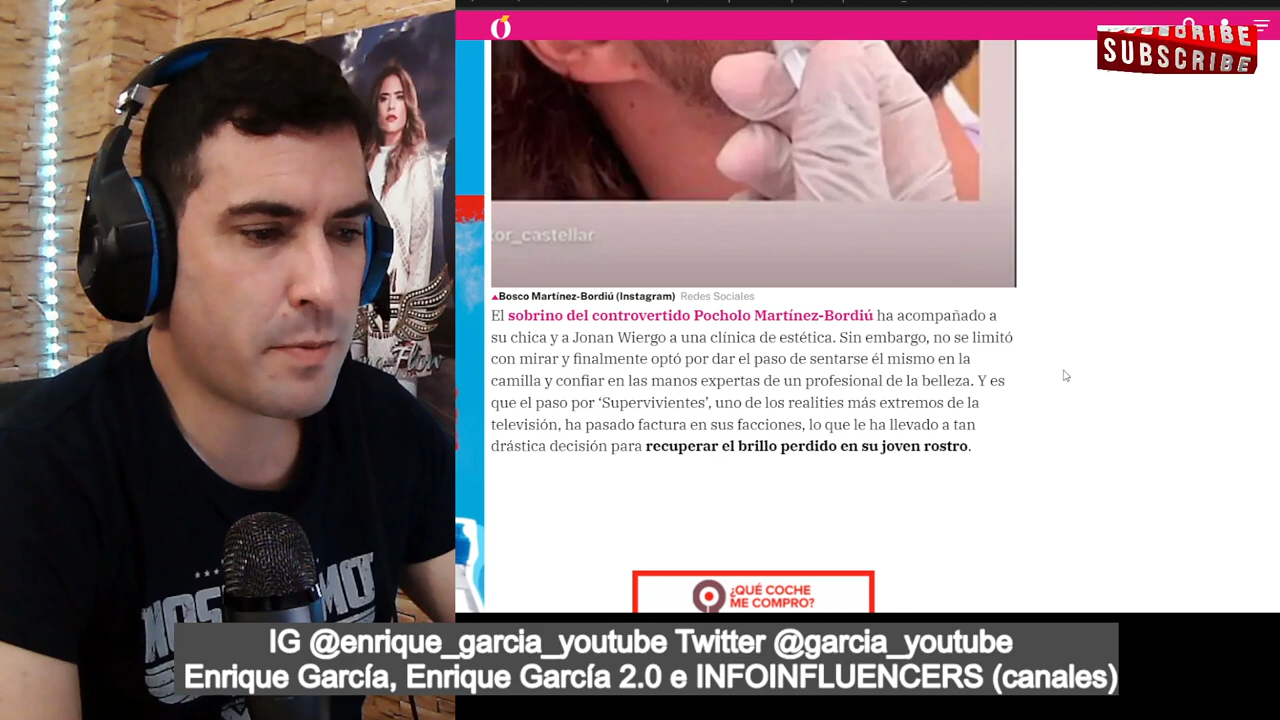 SUBSCRIBE
or_castellar
Bosco Martínez-Bordiú (Instagram) Redes Sociales
El sobrino del controvertido Pocholo Martínez-Bordiú ha acompañado a
su chica y a Jonan Wiergo a una clínica de estética. Sin embargo, no se limitó
con mirar y finalmente optó por dar el paso de sentarse él mismo en la
camilla y confiar en las manos expertas de un profesional de la belleza. Y es
que el paso por ‘Supervivientes’, uno de los realities más extremos de la
televisión, ha pasado factura en sus facciones, lo que le ha llevado a tan
drástica decisión para recuperar el brillo perdido en su joven rostro.
¿QUÉ COCHE
ME COMPRO?
IG @enrique_garcia_youtube Twitter @garcia_youtube
Enrique García, Enrique García 2.0 e INFOINFLUENCERS (canales)